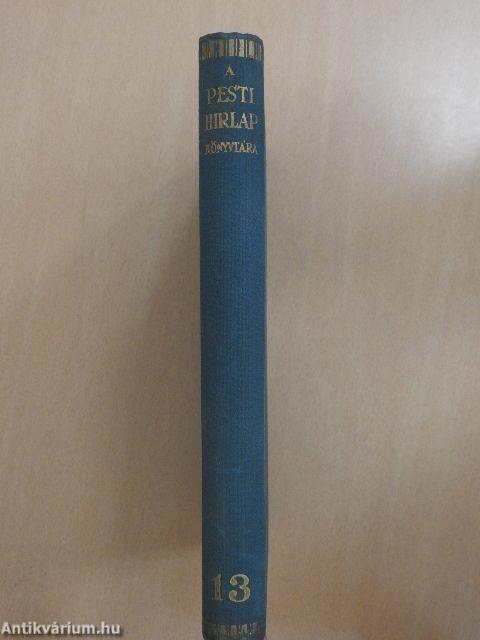 A
PESTI
HIRLAP
KÖNYVTÁRA
13
Antikvárium.hu